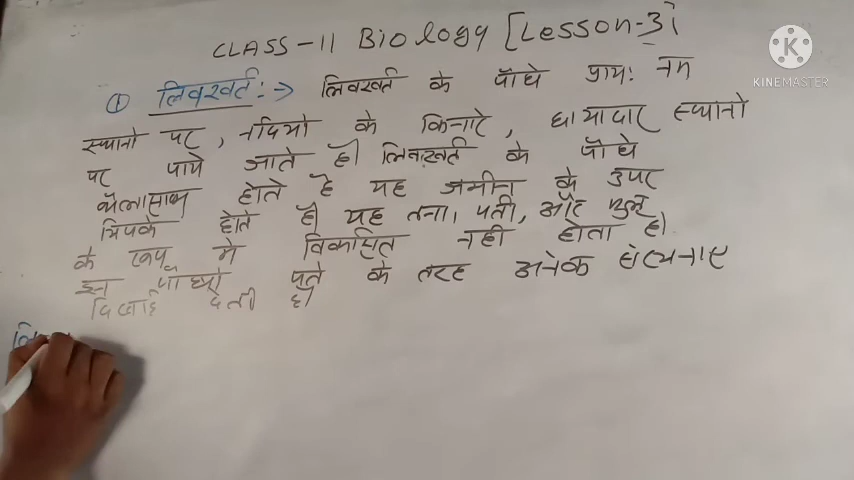 CLASS-11 Biology [Lesson-3]
KINEMASTER
① लिवरवर्ट :→ लिवरवर्ट के पौधे प्राय: नम
स्थानो पर, नदियो के किनारे, छायादार स्थानो
पर पाये जाते है। लिवरवर्ट के पौधे
होते है यह जमीन के उपर
चिपके होते है। यह तना, पती, और मुल
के रूप मे विकसित नही होता है।
इन पौधो पते के तरह अनेक संरचनाए
दिखाई देती है।